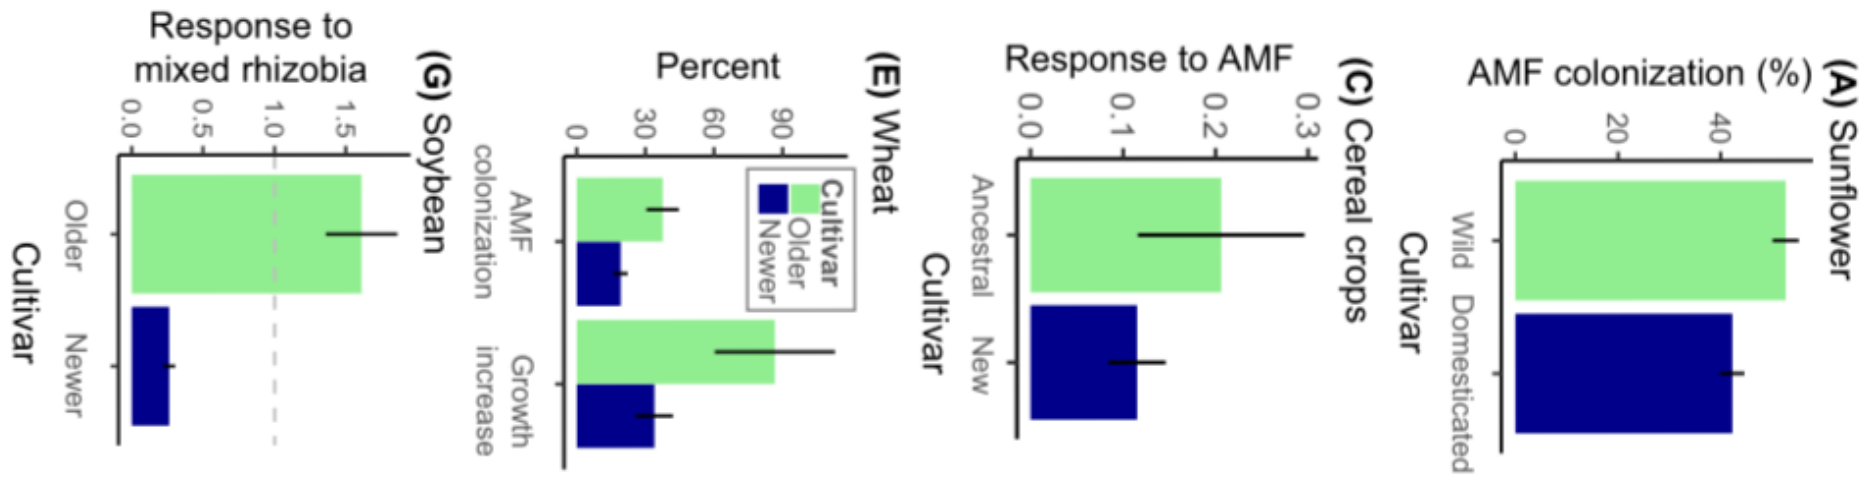 (A) Sunflower
AMF colonization (%)
0
20
40
Wild
Domesticated
Cultivar
(C) Cereal crops
Response to AMF
0.0
0.1
0.2
0.3
Ancestral
New
Cultivar
(E) Wheat
Percent
0
30
60
90
Cultivar
Older
Newer
AMF
colonization
Growth
increase
(G) Soybean
Response to
mixed rhizobia
0.0
0.5
1.0
1.5
Older
Newer
Cultivar